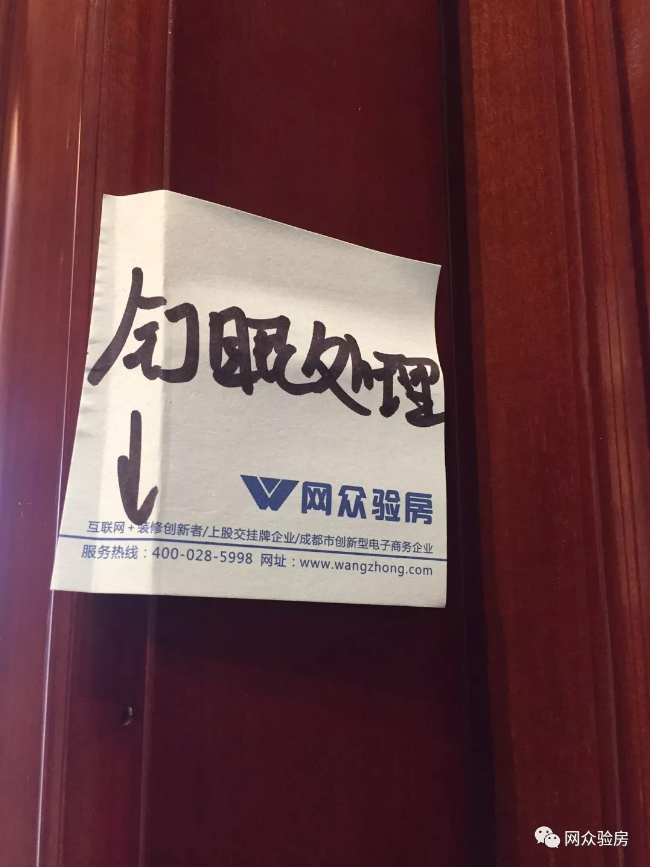 钉眼处理
网众验房
互联网+装修创新者/上股交挂牌企业/成都市创新型电子商务企业
服务热线:400-028-5998 网址:www.wangzhong.com
网众验房